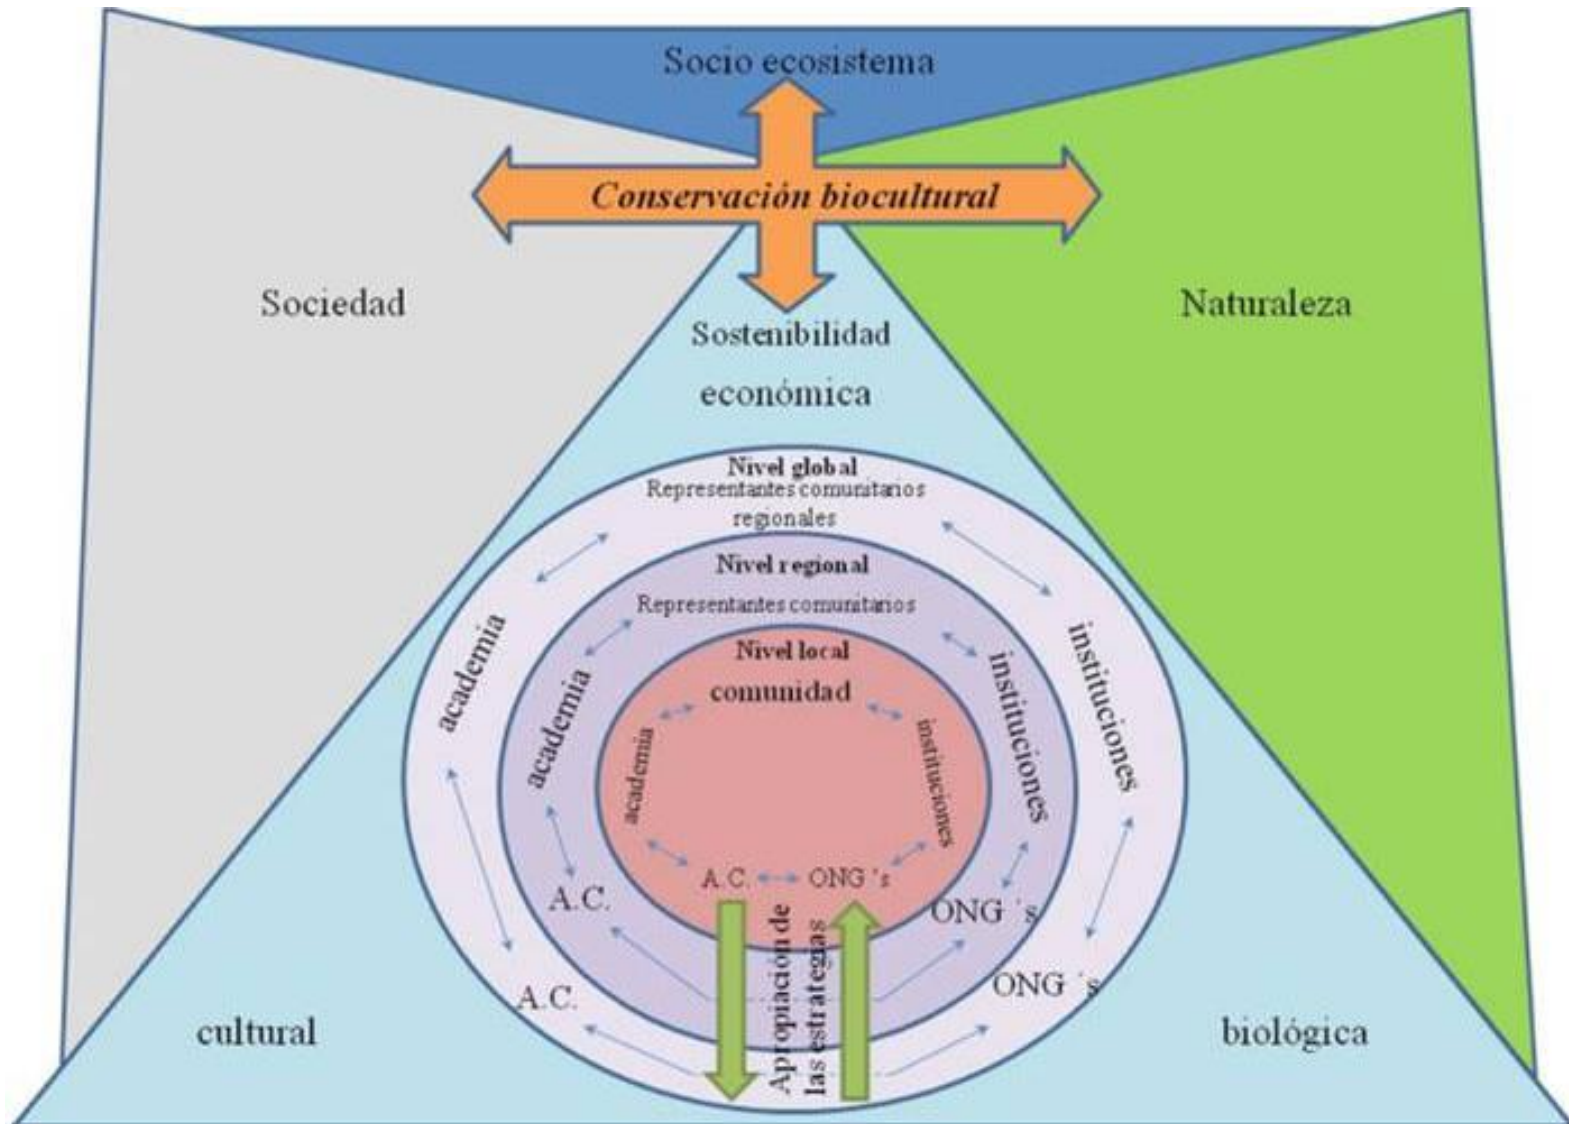 Socio ecosistema
Conservación biocultural
Sociedad
Naturaleza
Sostenibilidad
económica
Nivel global
Representantes comunitarios
regionales
Nivel regional
Representantes comunitarios
Nivel local
comunidad
academia
academia
academia
instituciones
instituciones
instituciones
A.C.
ONG ´s
A.C.
ONG ´s
A.C.
ONG ´s
Apropiación de
las estrategias
cultural
biológica